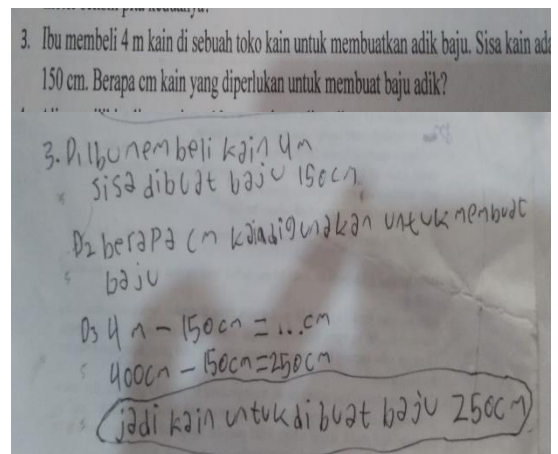 3. Ibu membeli 4 m kain di sebuah toko kain untuk membuatkan adik baju. Sisa kain ada
150 cm. Berapa cm kain yang diperlukan untuk membuat baju adik?
3. D1 Ibu nembeli kain 4m
sisa dibuat baju 150cm
D2 berapa cm kain digunakan untuk membuat
baju
D3 4 m - 150cm = ...cm
400cm - 150cm = 250cm
jadi kain untuk dibuat baju 250cm